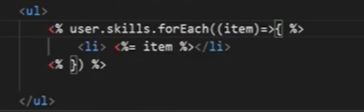 <ul>
<% user.skills.forEach((item)=>{ %>
<li> <%= item %></li>
<% }) %>
</ul>